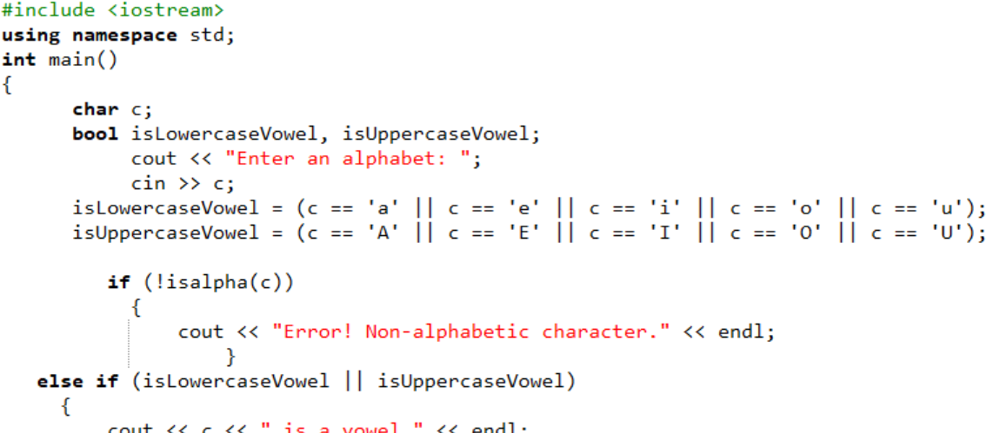 #include <iostream>
using namespace std;
int main()
{
char c;
bool isLowercaseVowel, isUppercaseVowel;
cout << "Enter an alphabet: ";
cin >> c;
isLowercaseVowel = (c == 'a' || c == 'e' || c == 'i' || c == 'o' || c == 'u');
isUppercaseVowel = (c == 'A' || c == 'E' || c == 'I' || c == 'O' || c == 'U');
if (!isalpha(c))
{
cout << "Error! Non-alphabetic character." << endl;
}
else if (isLowercaseVowel || isUppercaseVowel)
{
cout << c << " is a vowel." << endl;